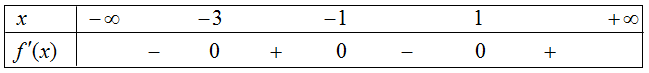 x −∞ −3 −1 1 +∞
f′(x) − 0 + 0 − 0 +